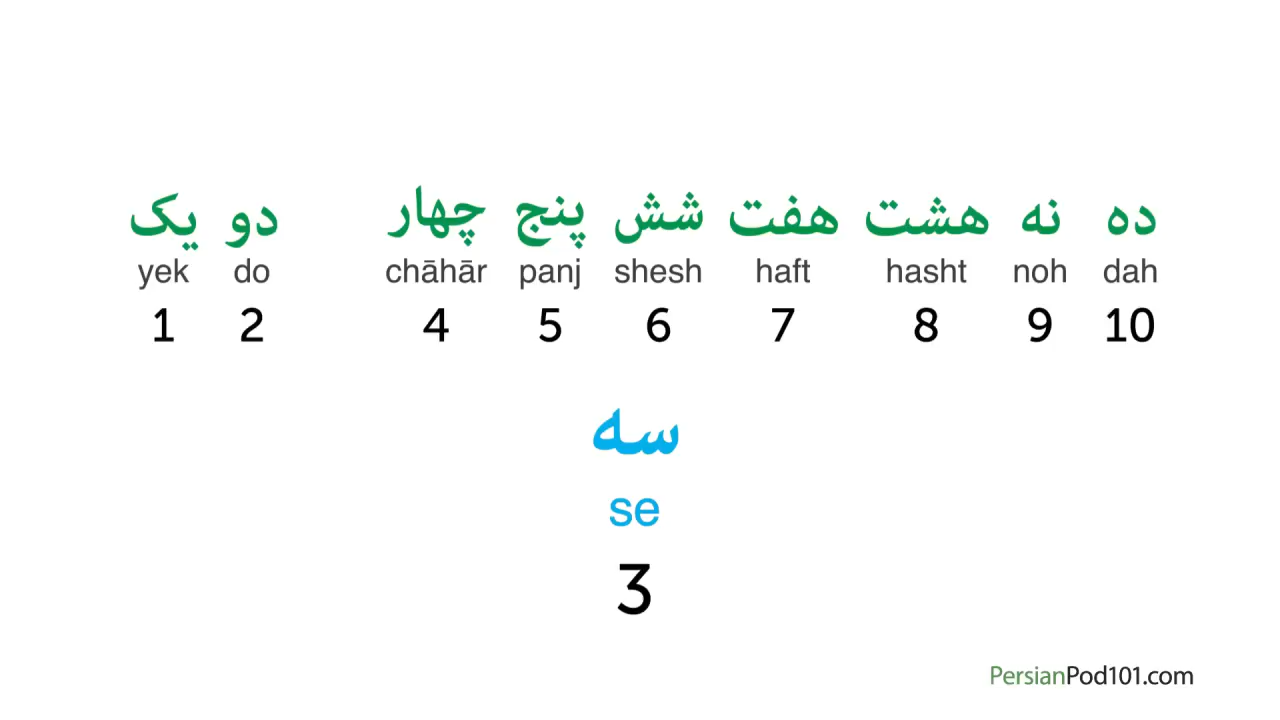 یک دو چهار پنج شش هفت هشت نه ده
yek do chāhār panj shesh haft hasht noh dah
1 2 4 5 6 7 8 9 10
سه
se
3
PersianPod101.com